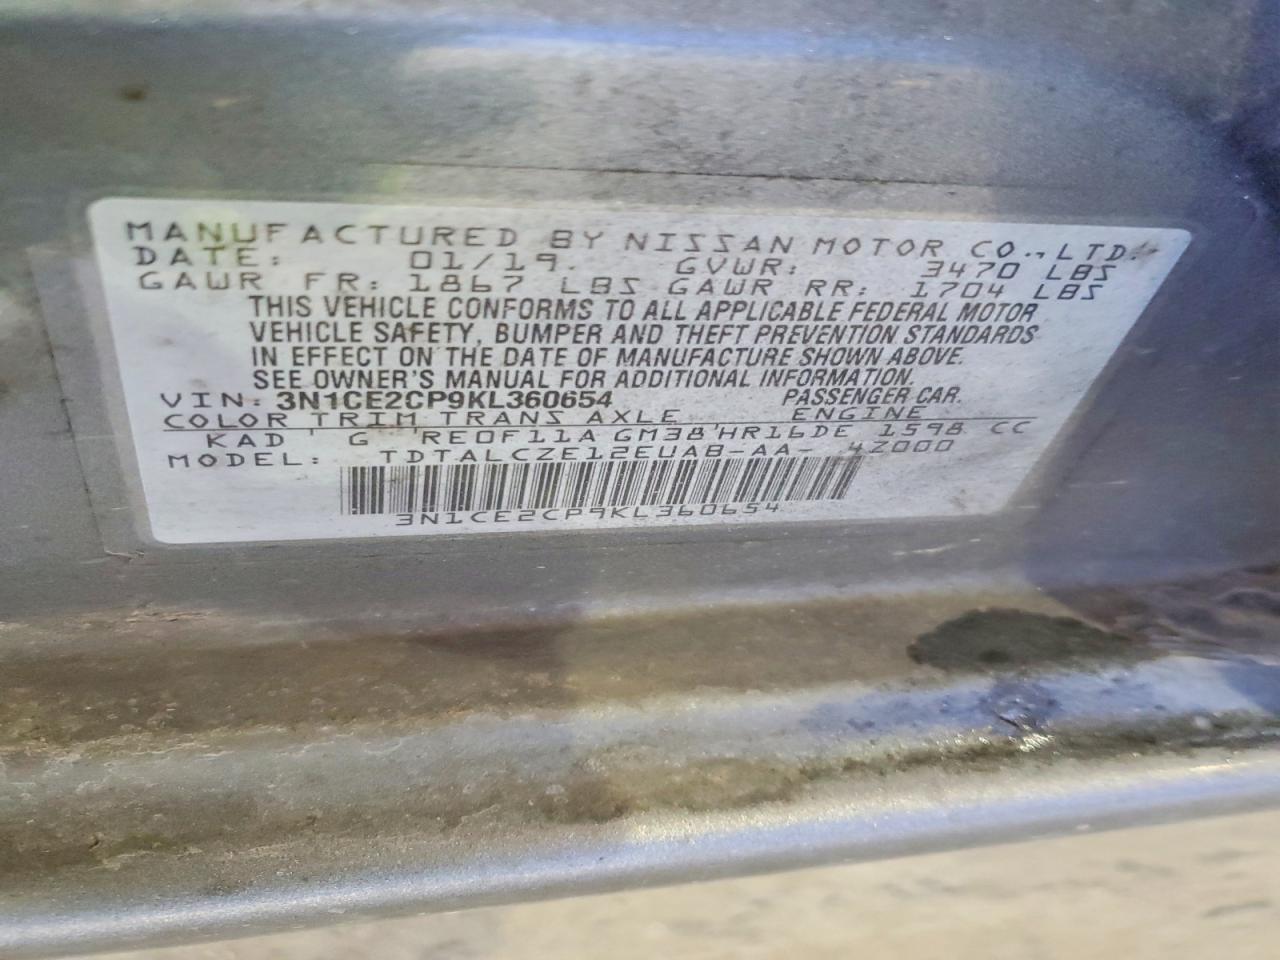 MANUFACTURED BY NISSAN MOTOR CO., LTD.
DATE: 01/19. GVWR: 3470 LBS
GAWR FR: 1867 LBS GAWR RR: 1704 LBS
THIS VEHICLE CONFORMS TO ALL APPLICABLE FEDERAL MOTOR
VEHICLE SAFETY, BUMPER AND THEFT PREVENTION STANDARDS
IN EFFECT ON THE DATE OF MANUFACTURE SHOWN ABOVE.
SEE OWNER'S MANUAL FOR ADDITIONAL INFORMATION.
VIN: 3N1CE2CP9KL360654 PASSENGER CAR.
COLOR TRIM TRANS AXLE ENGINE
KAD G RE0F11A GM38 HR16DE 1598 CC
MODEL: TDTALCZE12EUAB-AA- 4Z000
3N1CE2CP9KL360654